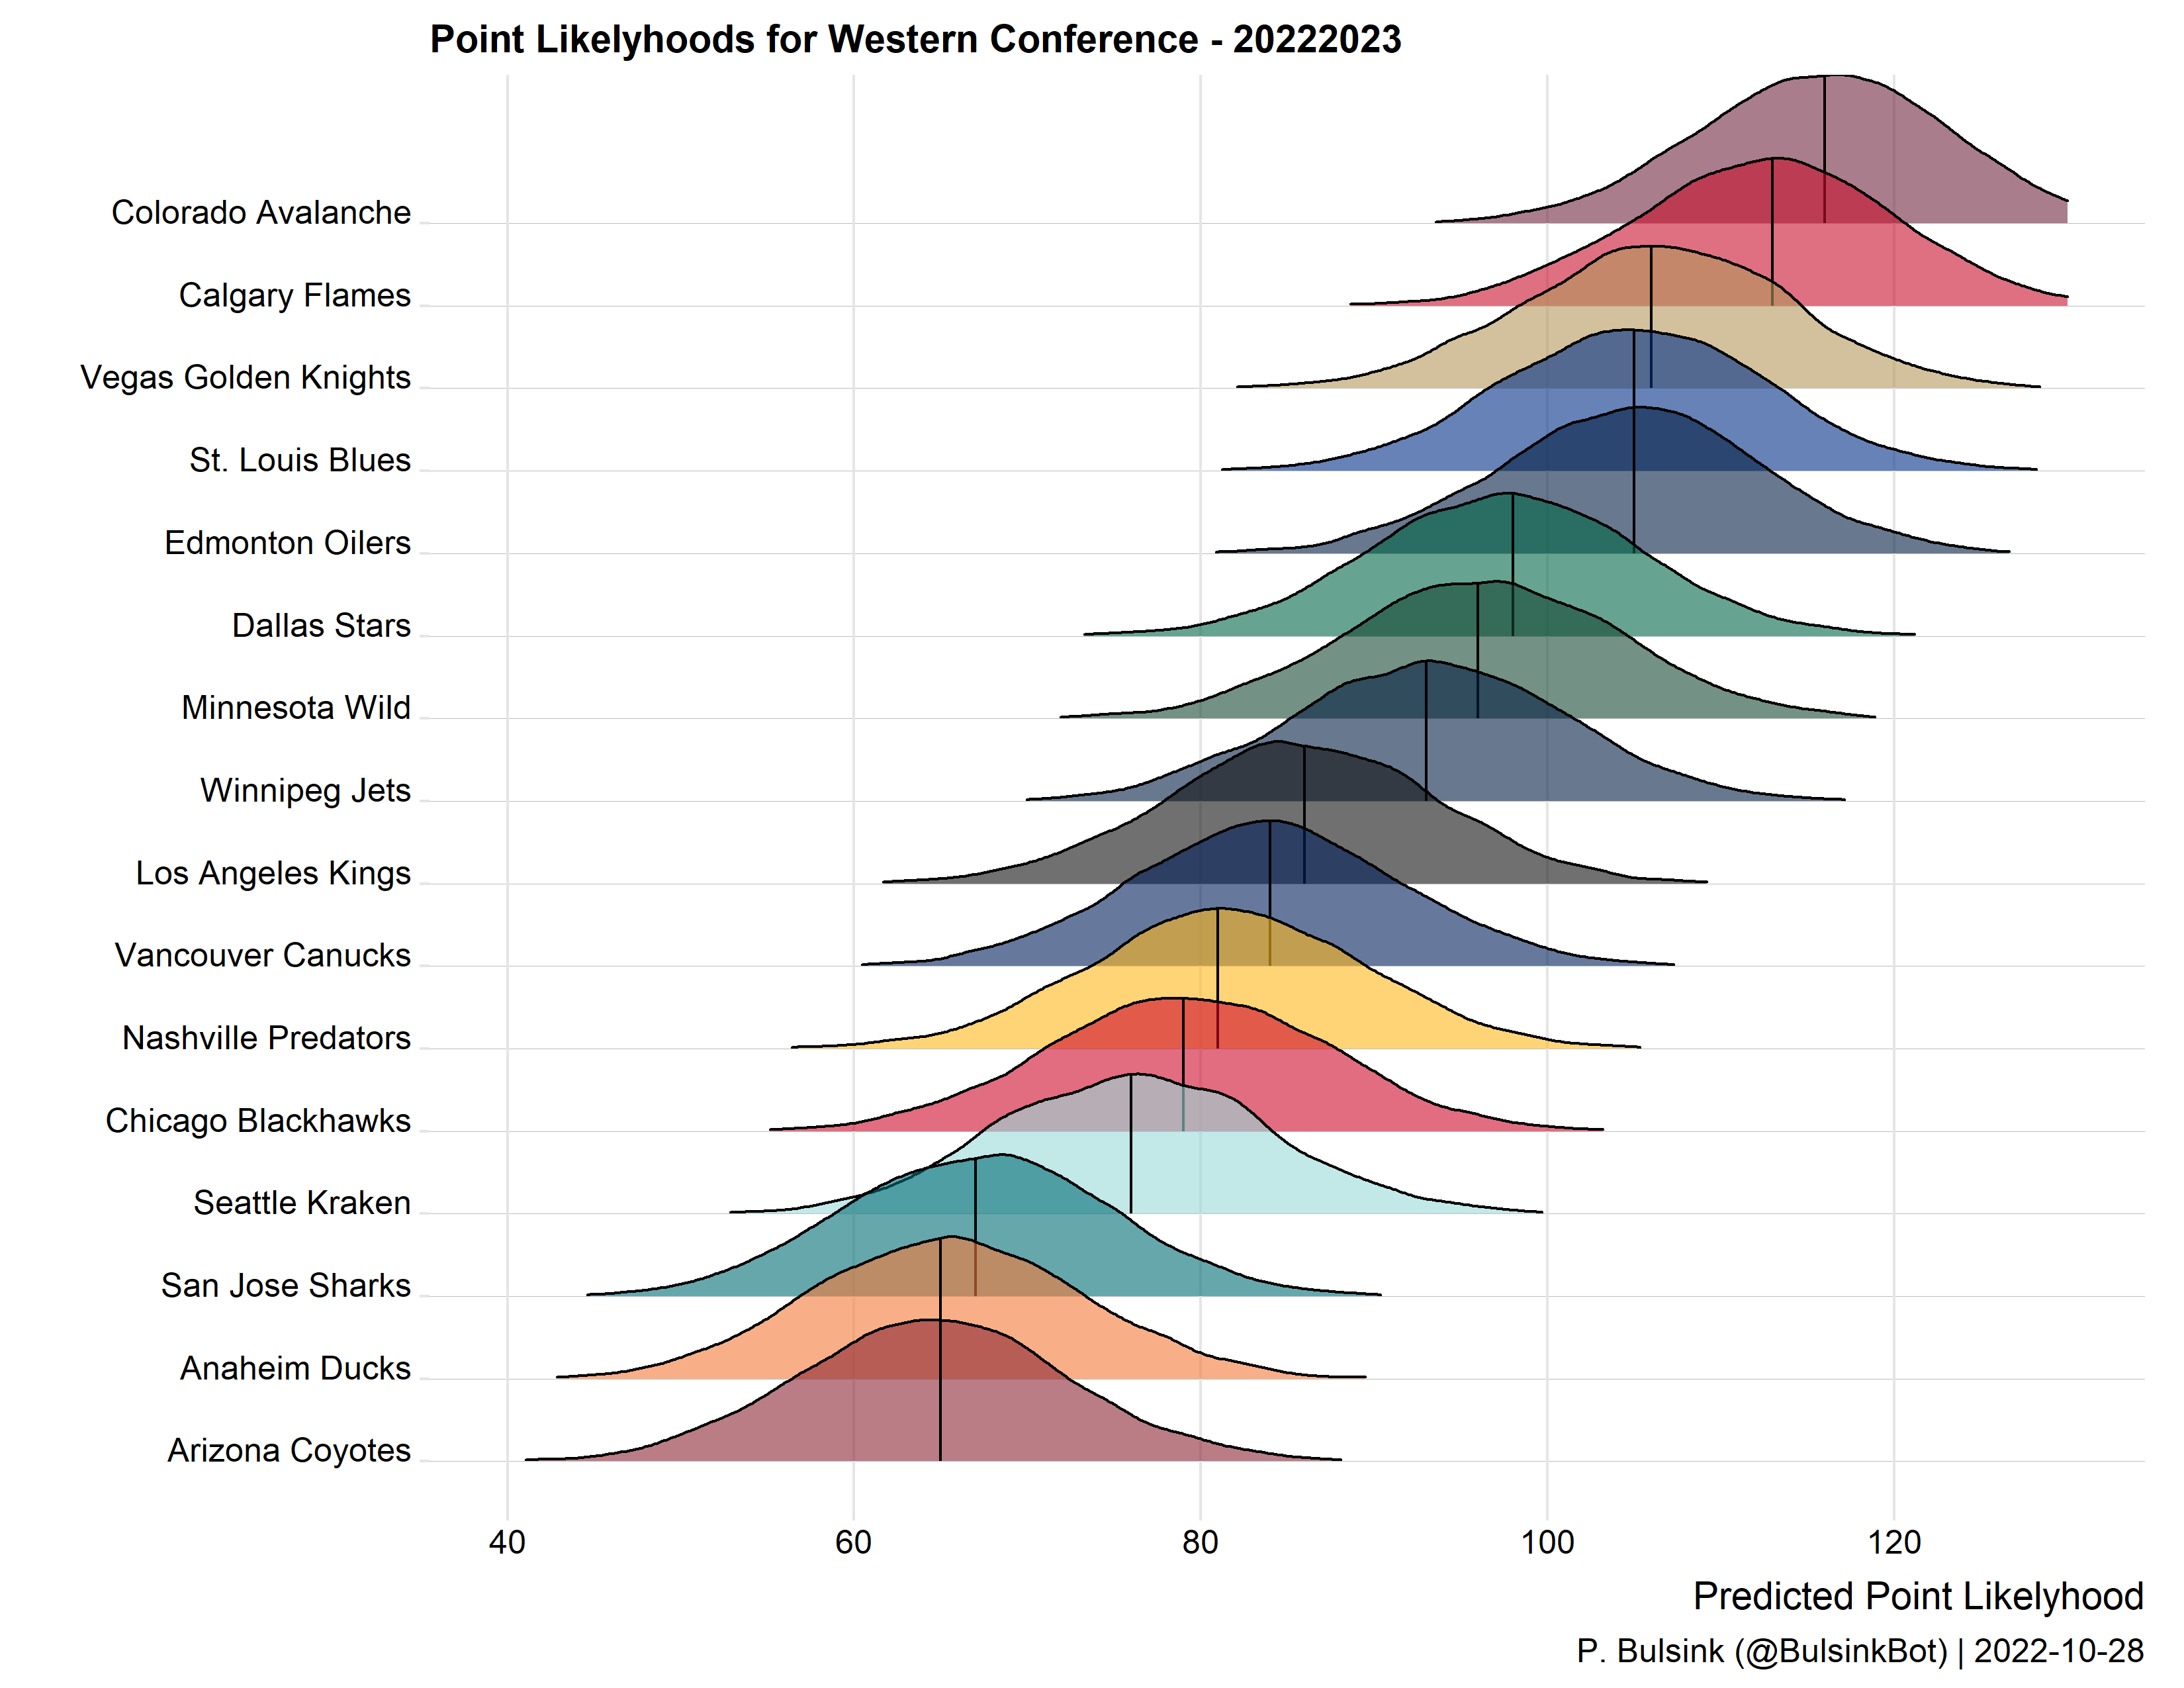 Point Likelyhoods for Western Conference - 20222023
Colorado Avalanche
Calgary Flames
Vegas Golden Knights
St. Louis Blues
Edmonton Oilers
Dallas Stars
Minnesota Wild
Winnipeg Jets
Los Angeles Kings
Vancouver Canucks
Nashville Predators
Chicago Blackhawks
Seattle Kraken
San Jose Sharks
Anaheim Ducks
Arizona Coyotes
40 60 80 100 120
Predicted Point Likelyhood
P. Bulsink (@BulsinkBot) | 2022-10-28